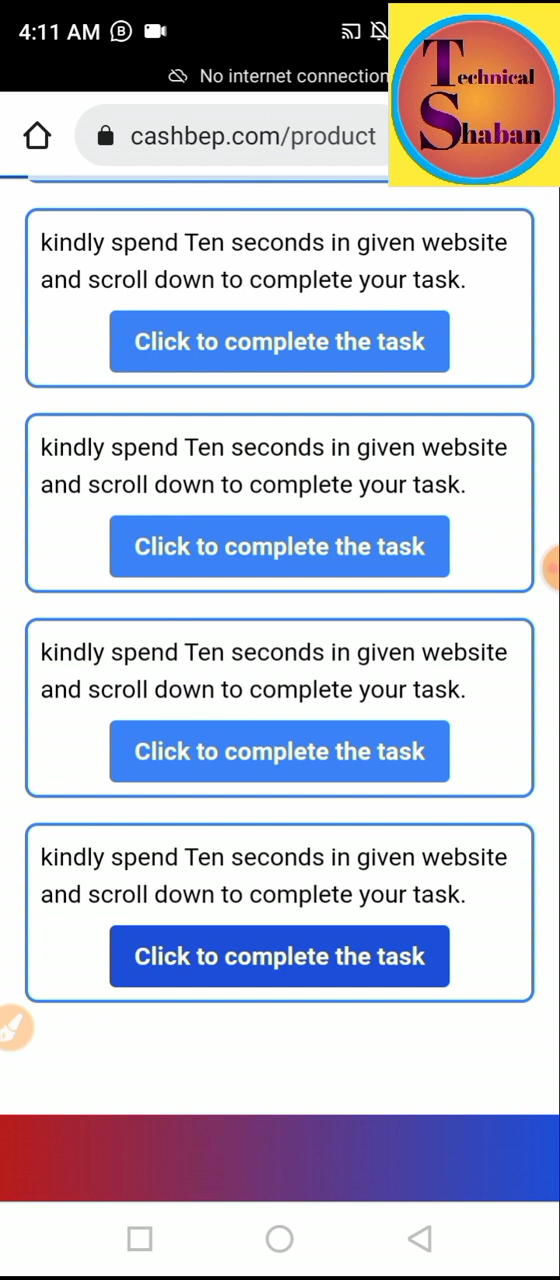 4:11 AM
No internet connection
cashbep.com/product
Technical
Shaban
kindly spend Ten seconds in given website
and scroll down to complete your task.
Click to complete the task
kindly spend Ten seconds in given website
and scroll down to complete your task.
Click to complete the task
kindly spend Ten seconds in given website
and scroll down to complete your task.
Click to complete the task
kindly spend Ten seconds in given website
and scroll down to complete your task.
Click to complete the task